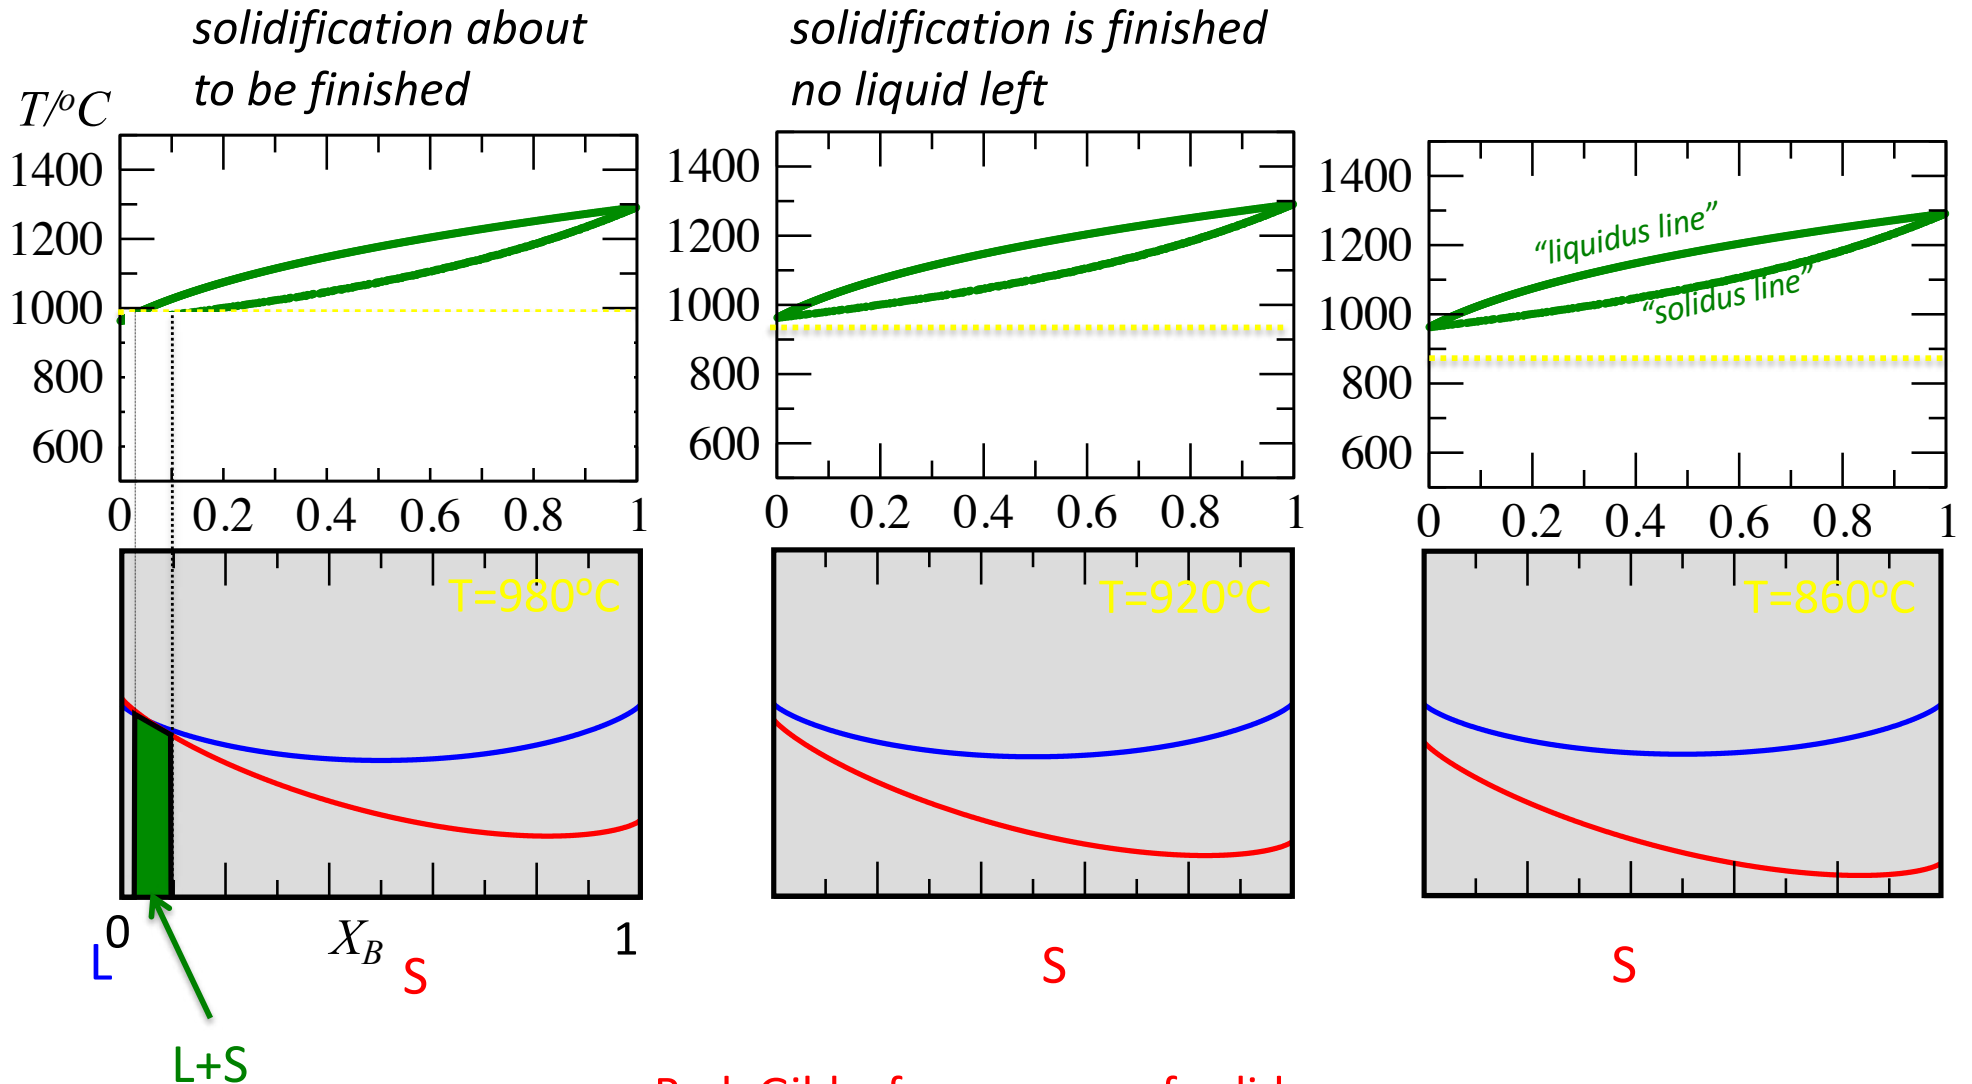 solidification about
to be finished
solidification is finished
no liquid left
T/°C
1400
1200
1000
800
600
0 0.2 0.4 0.6 0.8 1
1400
1200
1000
800
600
0 0.2 0.4 0.6 0.8 1
1400
1200
1000
800
600
0 0.2 0.4 0.6 0.8 1
“liquidus line”
“solidus line”
T=980°C
T=920°C
T=860°C
0 X_B 1
L S
L+S
S
S